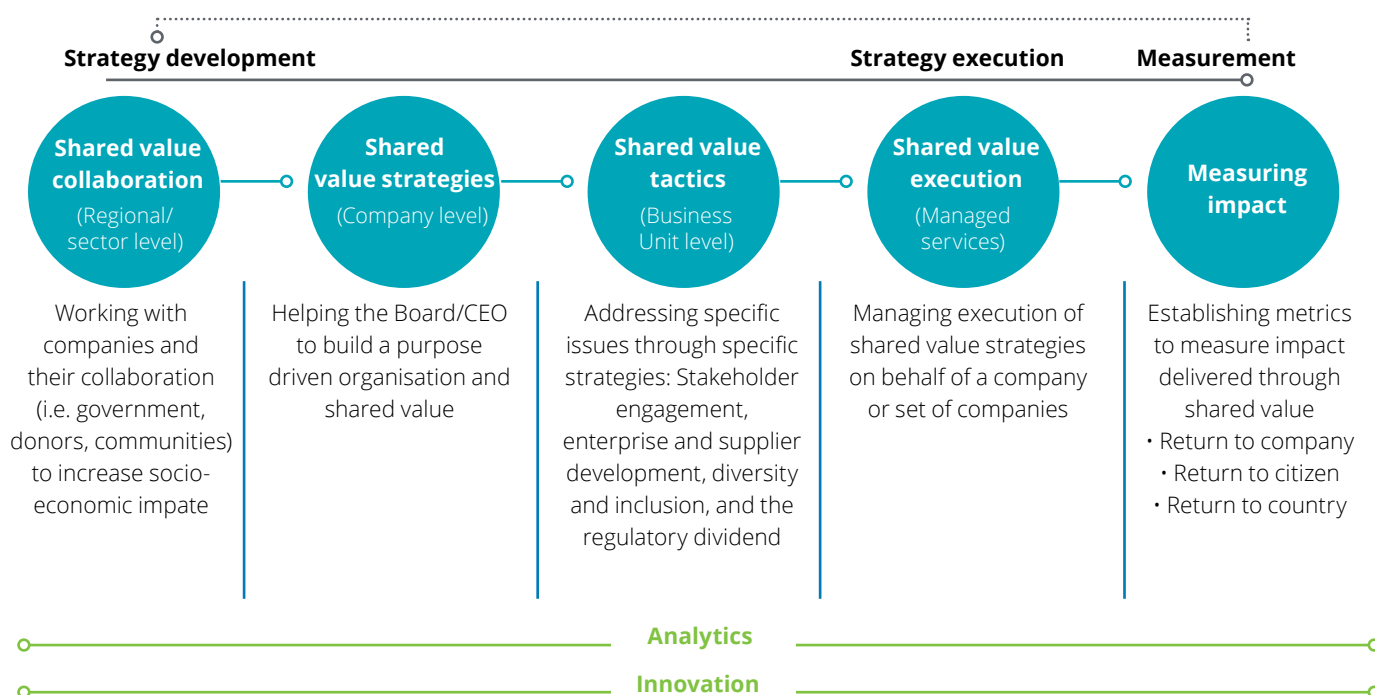 Strategy development
Strategy execution
Measurement
Shared value
collaboration
(Regional/
sector level)
Shared
value strategies
(Company level)
Shared value
tactics
(Business
Unit level)
Shared value
execution
(Managed
services)
Measuring
impact
Working with
companies and
their collaboration
(i.e. government,
donors, communities)
to increase socio-
economic impate
Helping the Board/CEO
to build a purpose
driven organisation and
shared value
Addressing specific
issues through specific
strategies: Stakeholder
engagement,
enterprise and supplier
development, diversity
and inclusion, and the
regulatory dividend
Managing execution of
shared value strategies
on behalf of a company
or set of companies
Establishing metrics
to measure impact
delivered through
shared value
• Return to company
• Return to citizen
• Return to country
Analytics
Innovation